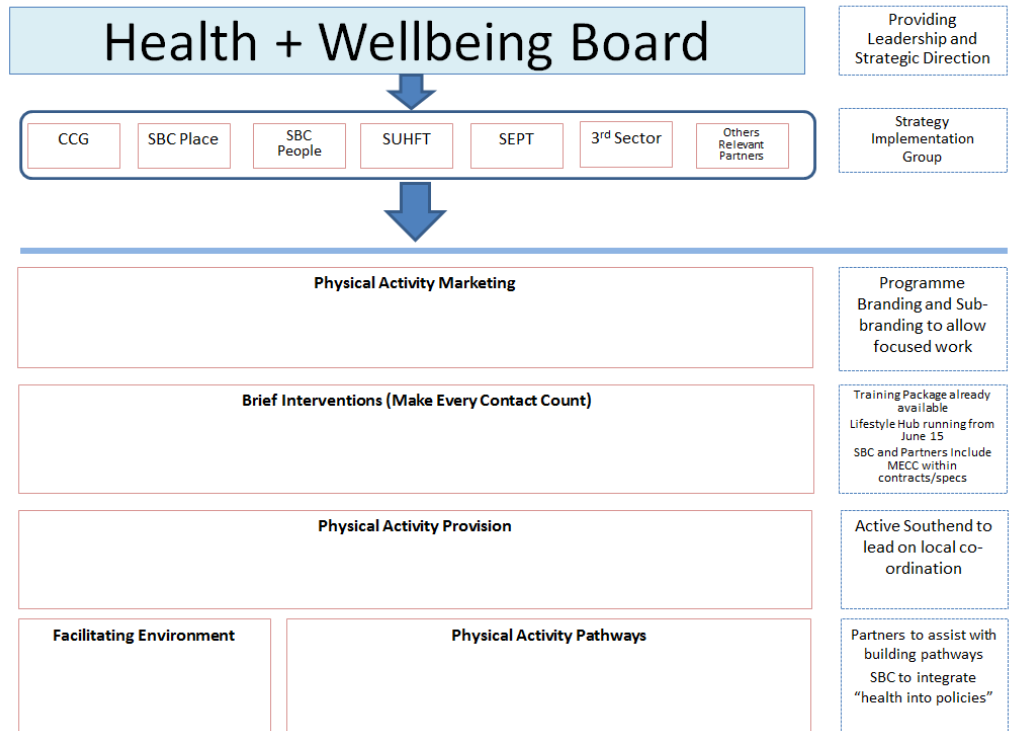 Health + Wellbeing Board
Providing
Leadership and
Strategic Direction
CCG
SBC Place
SBC
People
SUHFT
SEPT
3rd Sector
Others
Relevant
Partners
Strategy
Implementation
Group
Physical Activity Marketing
Programme
Branding and Sub-
branding to allow
focused work
Brief Interventions (Make Every Contact Count)
Training Package already
available
Lifestyle Hub running from
June 15
SBC and Partners Include
MECC within
contracts/specs
Physical Activity Provision
Active Southend to
lead on local co-
ordination
Facilitating Environment
Physical Activity Pathways
Partners to assist with
building pathways
SBC to integrate
“health into policies”